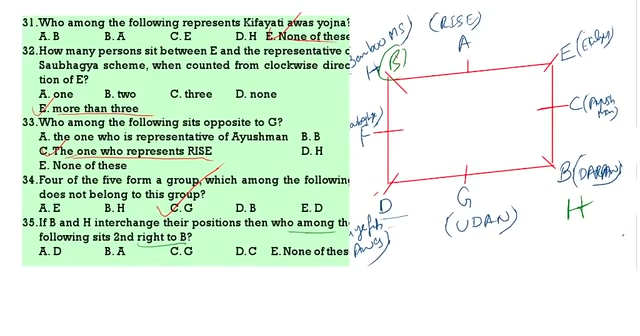 31.Who among the following represents Kifayati awas yojna?
A. B B. A C. E D. H E. None of these
32.How many persons sit between E and the representative o
Saubhagya scheme, when counted from clockwise direc
tion of E?
A. one B. two C. three D. none
E. more than three
33.Who among the following sits opposite to G?
A. the one who is representative of Ayushman B. B
C. The one who represents RISE D. H
E. None of these
34.Four of the five form a group, which among the following
does not belong to this group?
A. E B. H C. G D. B E. D
35.If B and H interchange their positions then who among the
following sits 2nd right to B?
A. D B. A C. G D.C E. None of thes
(RISE)
A
H
B
E
F
C
B (DARPAN)
H
D
G
(UDAN)